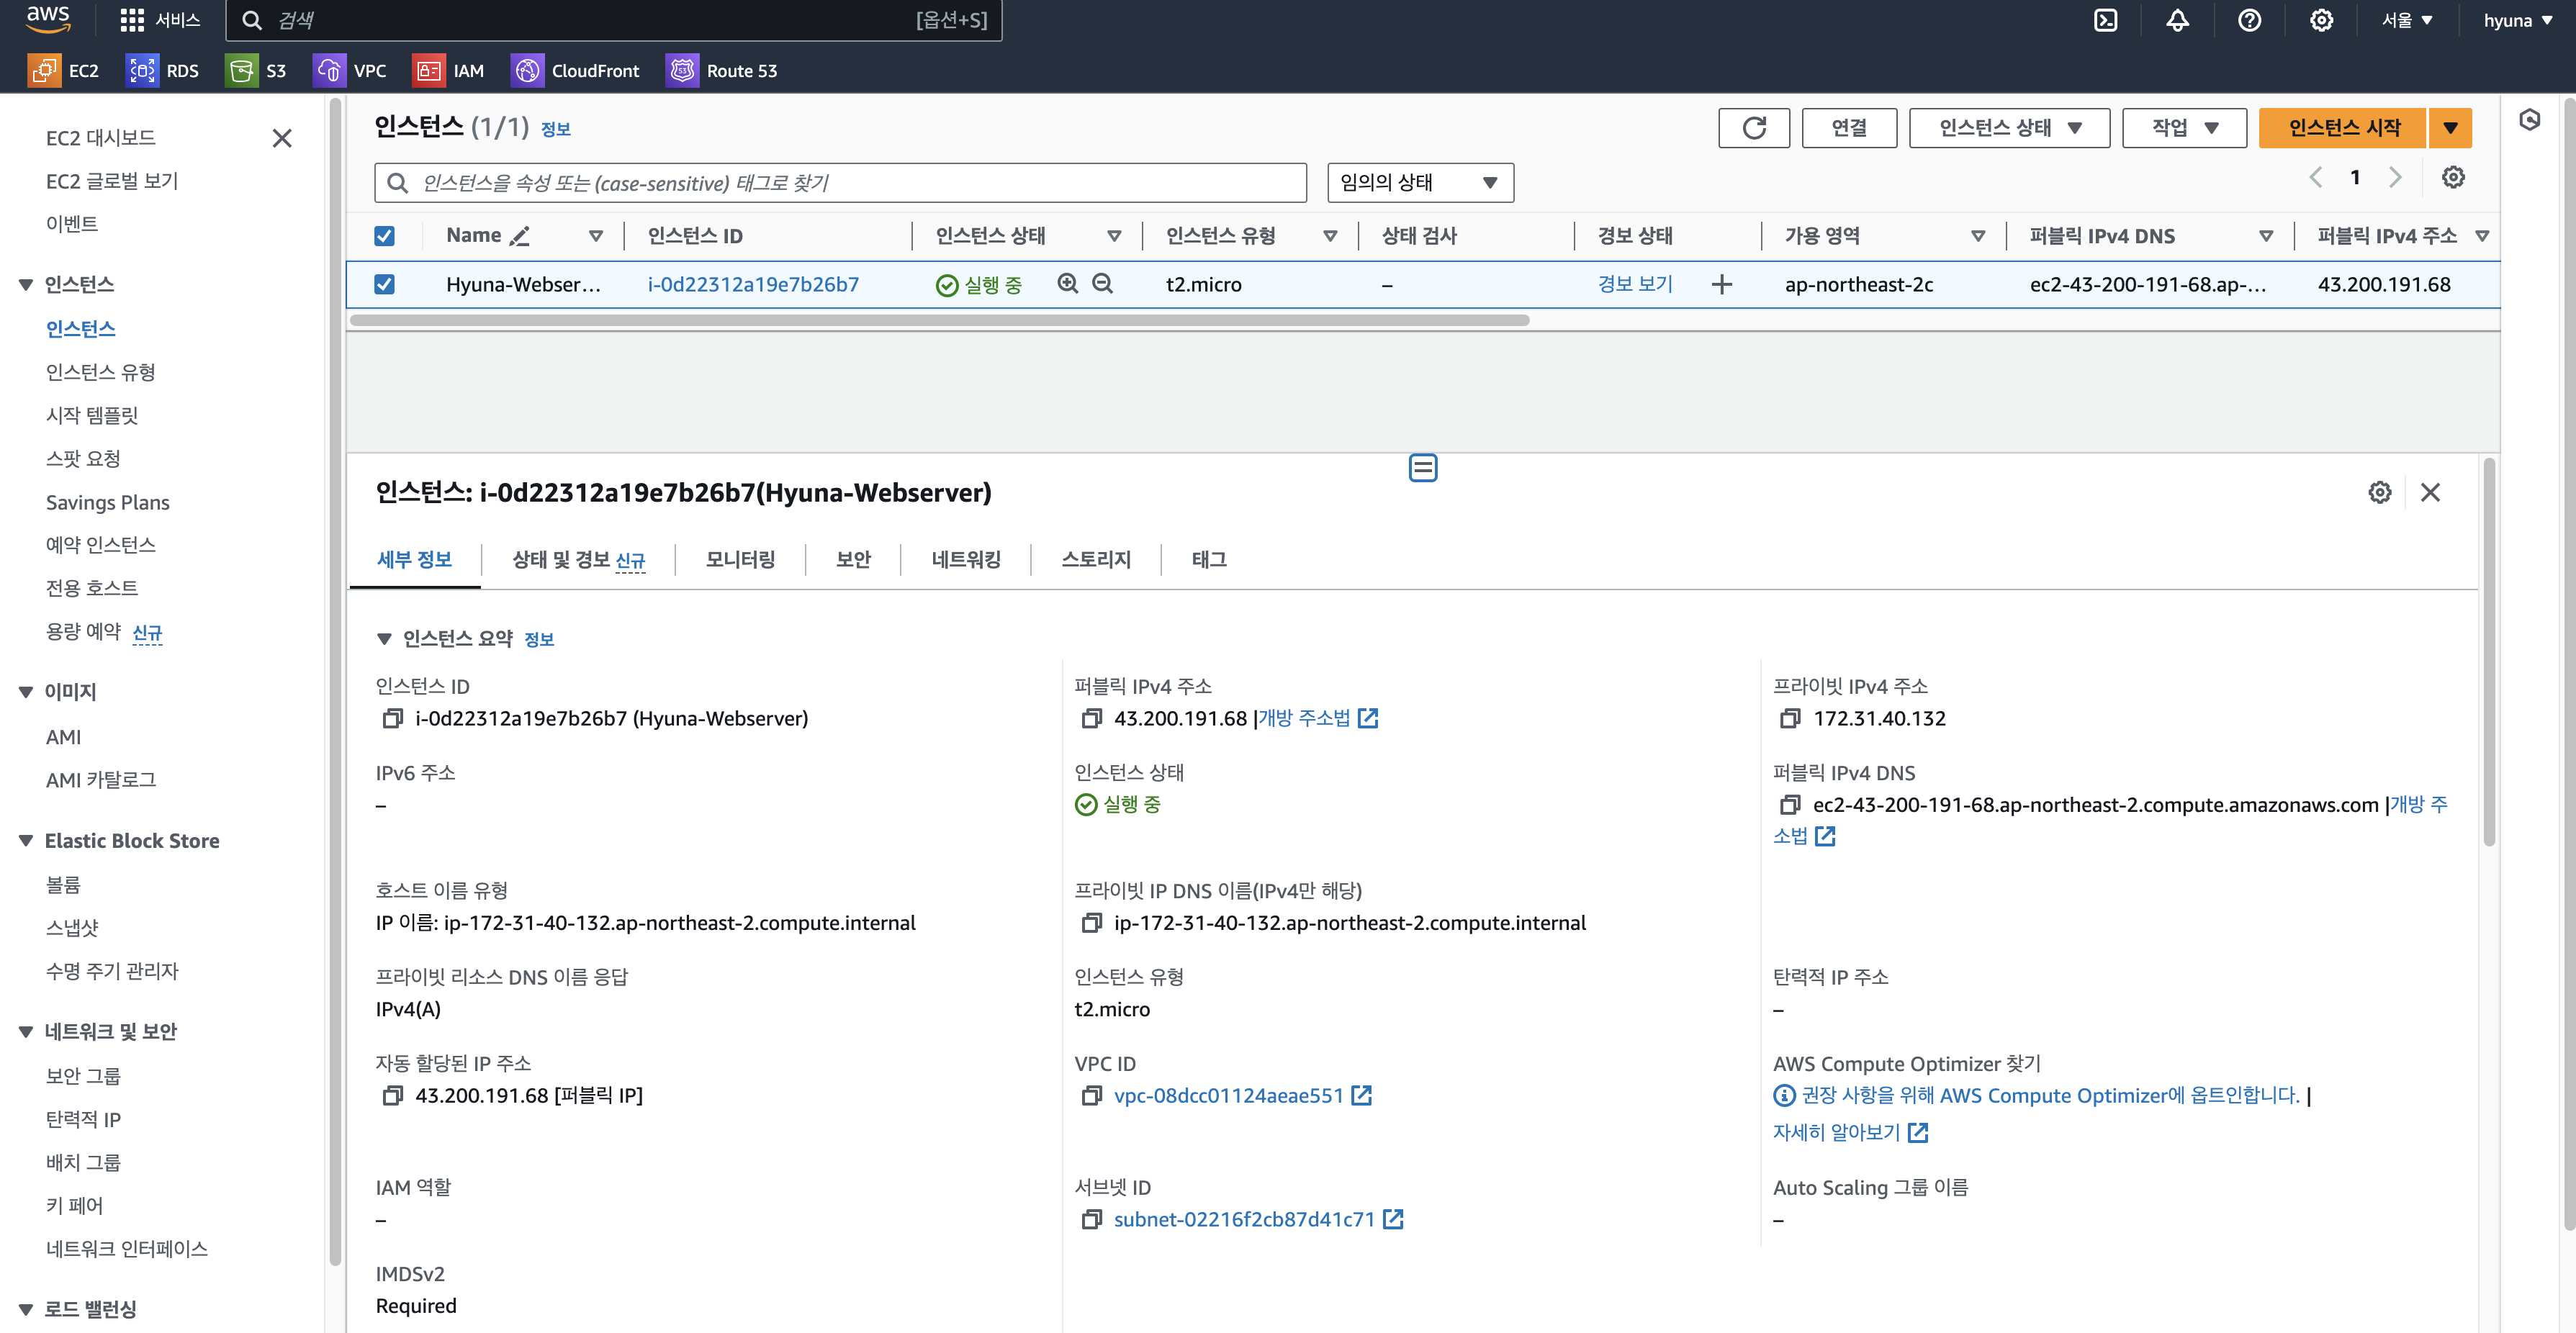 aws
서비스
검색
[옵션+S]
서울
hyuna
EC2
RDS
S3
VPC
IAM
CloudFront
Route 53
EC2 대시보드
EC2 글로벌 보기
이벤트
인스턴스
인스턴스
인스턴스 유형
시작 템플릿
스팟 요청
Savings Plans
예약 인스턴스
전용 호스트
용량 예약 신규
이미지
AMI
AMI 카탈로그
Elastic Block Store
볼륨
스냅샷
수명 주기 관리자
네트워크 및 보안
보안 그룹
탄력적 IP
배치 그룹
키 페어
네트워크 인터페이스
로드 밸런싱
인스턴스 (1/1) 정보
연결
인스턴스 상태
작업
인스턴스 시작
인스턴스을 속성 또는 (case-sensitive) 태그로 찾기
임의의 상태
1
Name 인스턴스 ID 인스턴스 상태 인스턴스 유형 상태 검사 경보 상태 가용 영역 퍼블릭 IPv4 DNS 퍼블릭 IPv4 주소
Hyuna-Webser... i-0d22312a19e7b26b7 실행 중 t2.micro – 경보 보기 ap-northeast-2c ec2-43-200-191-68.ap-... 43.200.191.68
인스턴스: i-0d22312a19e7b26b7(Hyuna-Webserver)
세부 정보
상태 및 경보 신규
모니터링
보안
네트워킹
스토리지
태그
인스턴스 요약 정보
인스턴스 ID
i-0d22312a19e7b26b7 (Hyuna-Webserver)
퍼블릭 IPv4 주소
43.200.191.68 |개방 주소법
프라이빗 IPv4 주소
172.31.40.132
IPv6 주소
–
인스턴스 상태
실행 중
퍼블릭 IPv4 DNS
ec2-43-200-191-68.ap-northeast-2.compute.amazonaws.com |개방 주
소법
호스트 이름 유형
IP 이름: ip-172-31-40-132.ap-northeast-2.compute.internal
프라이빗 IP DNS 이름(IPv4만 해당)
ip-172-31-40-132.ap-northeast-2.compute.internal
프라이빗 리소스 DNS 이름 응답
IPv4(A)
인스턴스 유형
t2.micro
탄력적 IP 주소
–
자동 할당된 IP 주소
43.200.191.68 [퍼블릭 IP]
VPC ID
vpc-08dcc01124aeae551
AWS Compute Optimizer 찾기
권장 사항을 위해 AWS Compute Optimizer에 옵트인합니다. |
자세히 알아보기
IAM 역할
–
서브넷 ID
subnet-02216f2cb87d41c71
Auto Scaling 그룹 이름
–
IMDSv2
Required